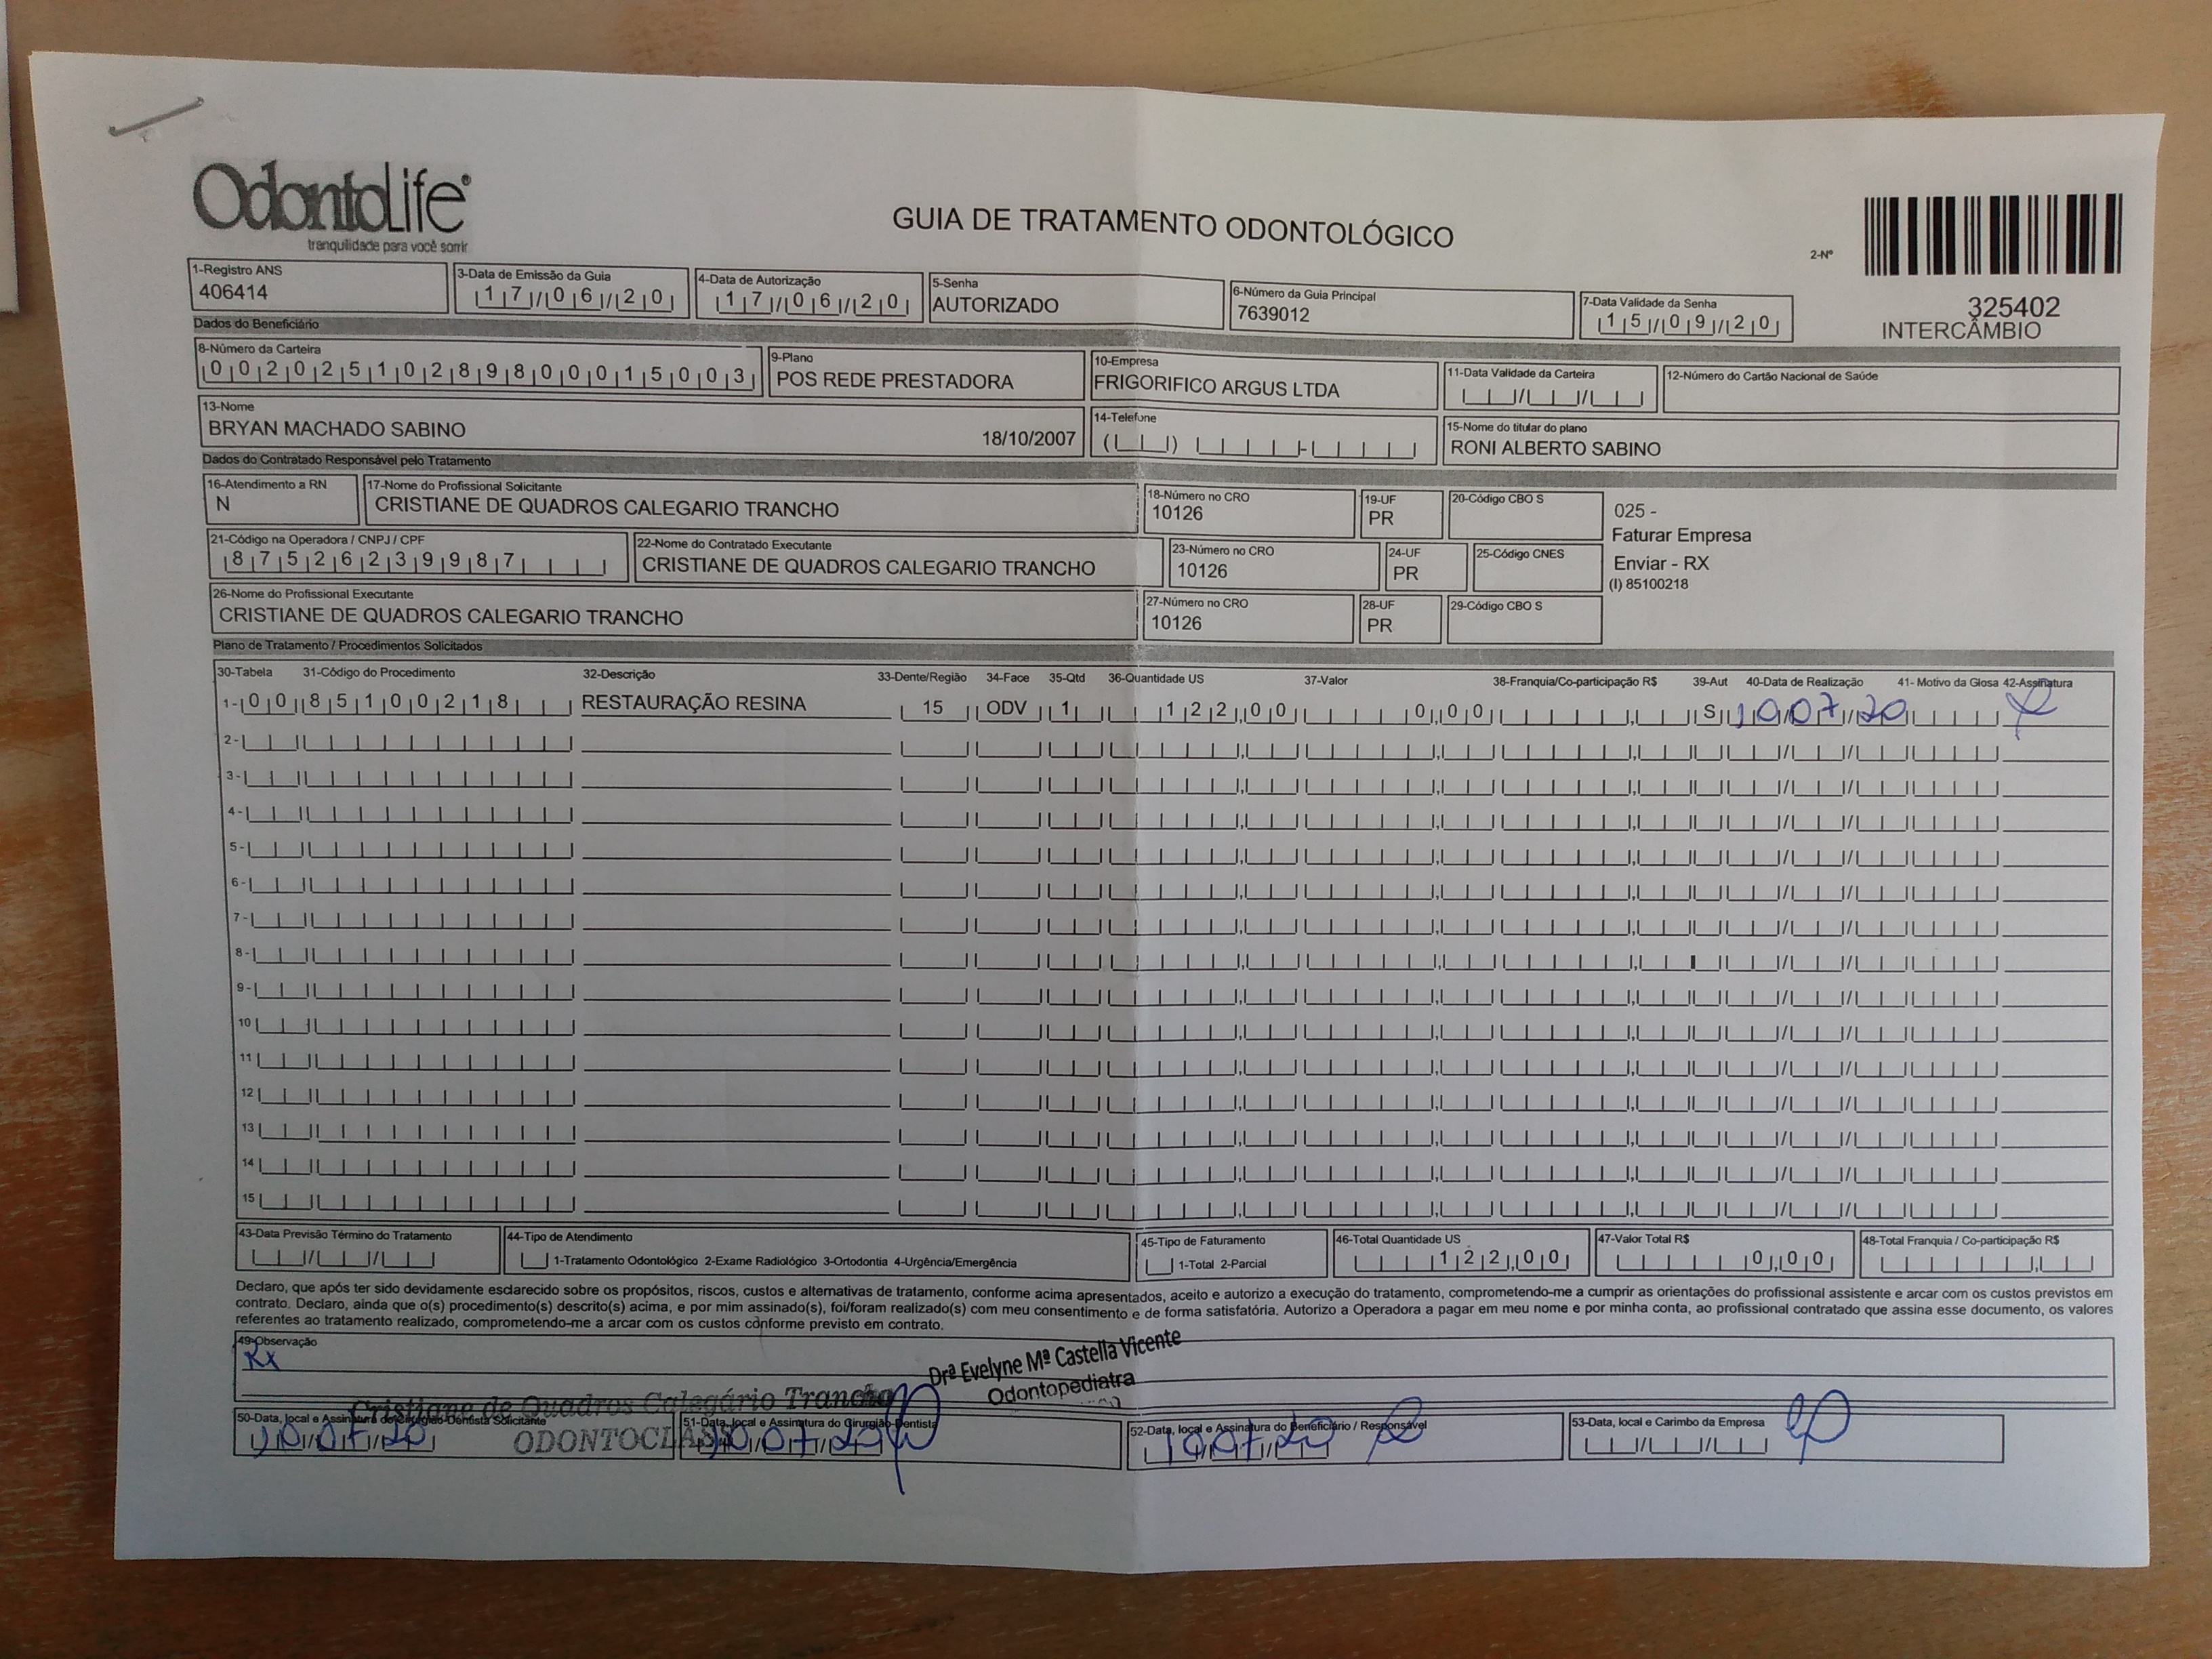 OdontoLife®
tranquilidade para você sorrir
GUIA DE TRATAMENTO ODONTOLÓGICO
2-Nº
325402
INTERCÂMBIO
1-Registro ANS
406414
3-Data de Emissão da Guia
17/06/20
4-Data de Autorização
17/06/20
5-Senha
AUTORIZADO
6-Número da Guia Principal
7639012
7-Data Validade da Senha
15/09/20
Dados do Beneficiário
8-Número da Carteira
00202510289800015003
9-Plano
POS REDE PRESTADORA
10-Empresa
FRIGORIFICO ARGUS LTDA
11-Data Validade da Carteira
12-Número do Cartão Nacional de Saúde
13-Nome
BRYAN MACHADO SABINO 18/10/2007
14-Telefone
15-Nome do titular do plano
RONI ALBERTO SABINO
Dados do Contratado Responsável pelo Tratamento
16-Atendimento a RN
N
17-Nome do Profissional Solicitante
CRISTIANE DE QUADROS CALEGARIO TRANCHO
18-Número no CRO
10126
19-UF
PR
20-Código CBO S
025 -
Faturar Empresa
Enviar - RX
(I) 85100218
21-Código na Operadora / CNPJ / CPF
87526239987
22-Nome do Contratado Executante
CRISTIANE DE QUADROS CALEGARIO TRANCHO
23-Número no CRO
10126
24-UF
PR
25-Código CNES
26-Nome do Profissional Executante
CRISTIANE DE QUADROS CALEGARIO TRANCHO
27-Número no CRO
10126
28-UF
PR
29-Código CBO S
Plano de Tratamento / Procedimentos Solicitados
30-Tabela 31-Código do Procedimento 32-Descrição 33-Dente/Região 34-Face 35-Qtd 36-Quantidade US 37-Valor 38-Franquia/Co-participação R$ 39-Aut 40-Data de Realização 41- Motivo da Glosa 42-Assinatura
1- 00 85100218 RESTAURAÇÃO RESINA 15 ODV 1 122,00 0,00 S 10/07/20
2-
3-
4-
5-
6-
7-
8-
9-
10
11
12
13
14
15
43-Data Previsão Término do Tratamento
44-Tipo de Atendimento
1-Tratamento Odontológico 2-Exame Radiológico 3-Ortodontia 4-Urgência/Emergência
45-Tipo de Faturamento
1-Total 2-Parcial
46-Total Quantidade US
122,00
47-Valor Total R$
0,00
48-Total Franquia / Co-participação R$
Declaro, que após ter sido devidamente esclarecido sobre os propósitos, riscos, custos e alternativas de tratamento, conforme acima apresentados, aceito e autorizo a execução do tratamento, comprometendo-me a cumprir as orientações do profissional assistente e arcar com os custos previstos em
contrato. Declaro, ainda que o(s) procedimento(s) descrito(s) acima, e por mim assinado(s), foi/foram realizado(s) com meu consentimento e de forma satisfatória. Autorizo a Operadora a pagar em meu nome e por minha conta, ao profissional contratado que assina esse documento, os valores
referentes ao tratamento realizado, comprometendo-me a arcar com os custos conforme previsto em contrato.
49-Observação
Rx
Drª Evelyne Mª Castella Vicente
Odontopediatra
Cristiane de Quadros Calegário Trancho
ODONTOCLASS
50-Data, local e Assinatura do Cirurgião-Dentista Solicitante
10/07/20
51-Data, local e Assinatura do Cirurgião-Dentista
10/07/20
52-Data, local e Assinatura do Beneficiário / Responsável
10/07/20
53-Data, local e Carimbo da Empresa